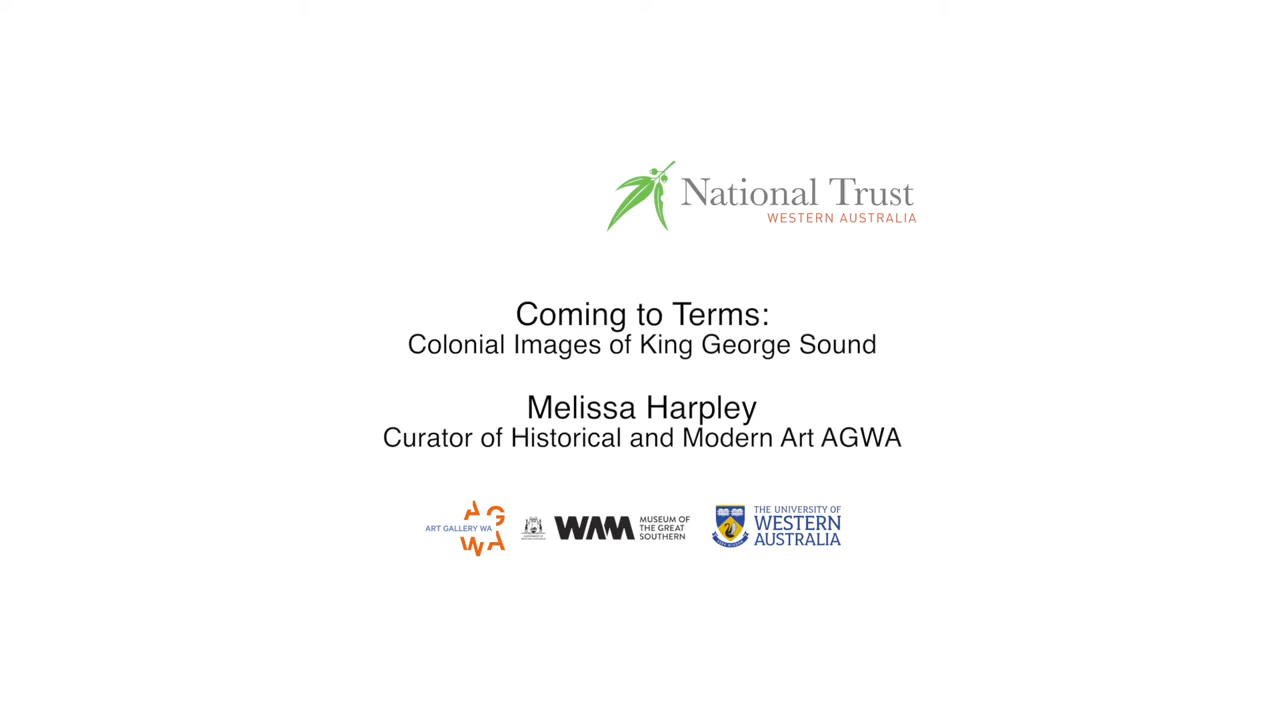 National Trust
WESTERN AUSTRALIA
Coming to Terms:
Colonial Images of King George Sound
Melissa Harpley
Curator of Historical and Modern Art AGWA
ART GALLERY WA
AG
WA
WAM
MUSEUM OF
THE GREAT
SOUTHERN
THE UNIVERSITY OF
WESTERN
AUSTRALIA